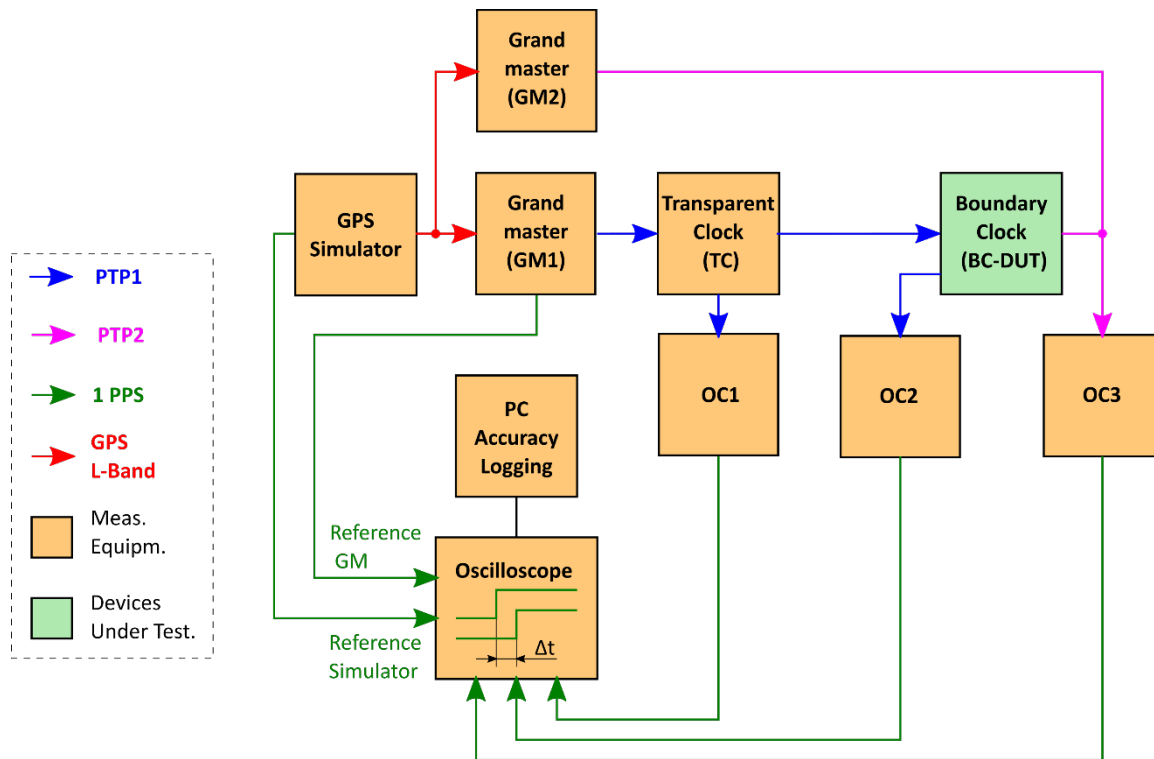 Grand
master
(GM2)
GPS
Simulator
Grand
master
(GM1)
Transparent
Clock
(TC)
Boundary
Clock
(BC-DUT)
PTP1
PTP2
1 PPS
GPS
L-Band
Meas.
Equipm.
Devices
Under Test.
OC1
OC2
OC3
PC
Accuracy
Logging
Reference
GM
Oscilloscope
Reference
Simulator
Δt